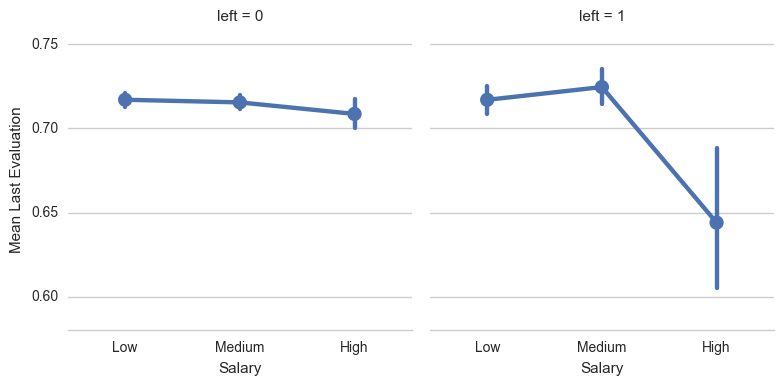 left = 0
left = 1
Mean Last Evaluation
0.75
0.70
0.65
0.60
Low Medium High
Low Medium High
Salary
Salary